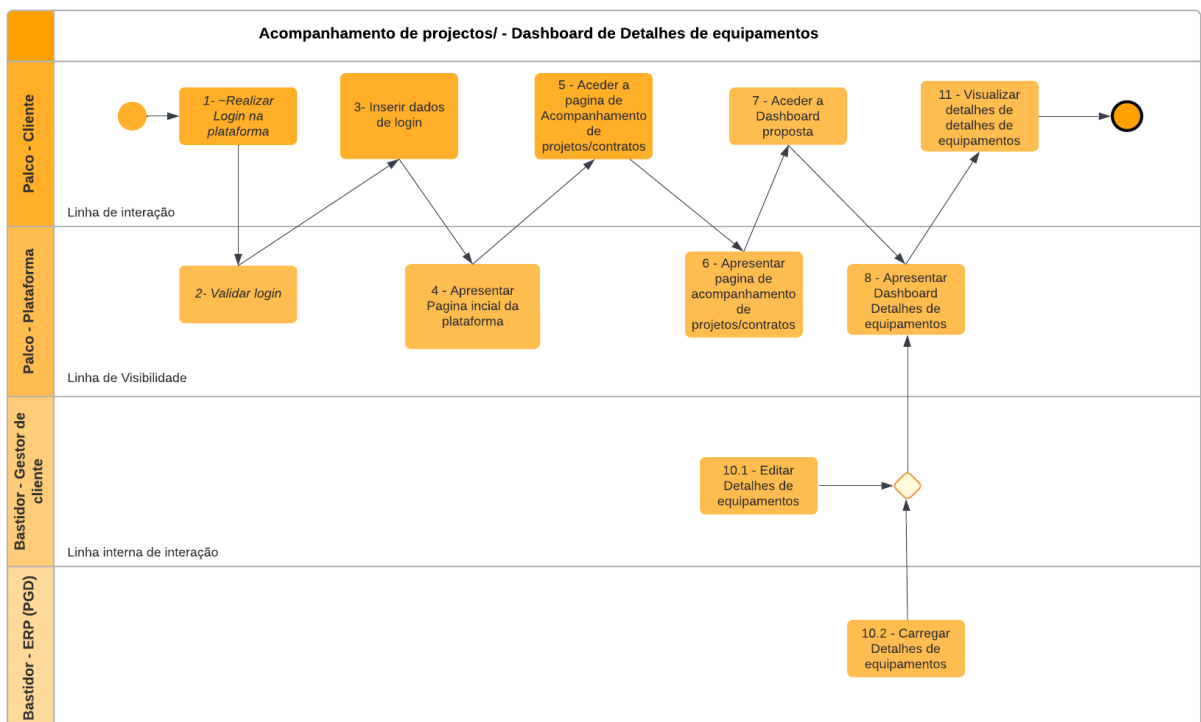 Acompanhamento de projectos/ - Dashboard de Detalhes de equipamentos
Palco - Cliente
1- ~Realizar
Login na
plataforma
3- Inserir dados
de login
5 - Aceder a
pagina de
Acompanhamento
de
projetos/contratos
7 - Aceder a
Dashboard
proposta
11 - Visualizar
detalhes de
detalhes de
equipamentos
Linha de interação
Palco - Plataforma
2- Validar login
4 - Apresentar
Pagina incial da
plataforma
6 - Apresentar
pagina de
acompanhamento
de
projetos/contratos
8 - Apresentar
Dashboard
Detalhes de
equipamentos
Linha de Visibilidade
Bastidor - Gestor de
cliente
10.1 - Editar
Detalhes de
equipamentos
Linha interna de interação
Bastidor - ERP (PGD)
10.2 - Carregar
Detalhes de
equipamentos